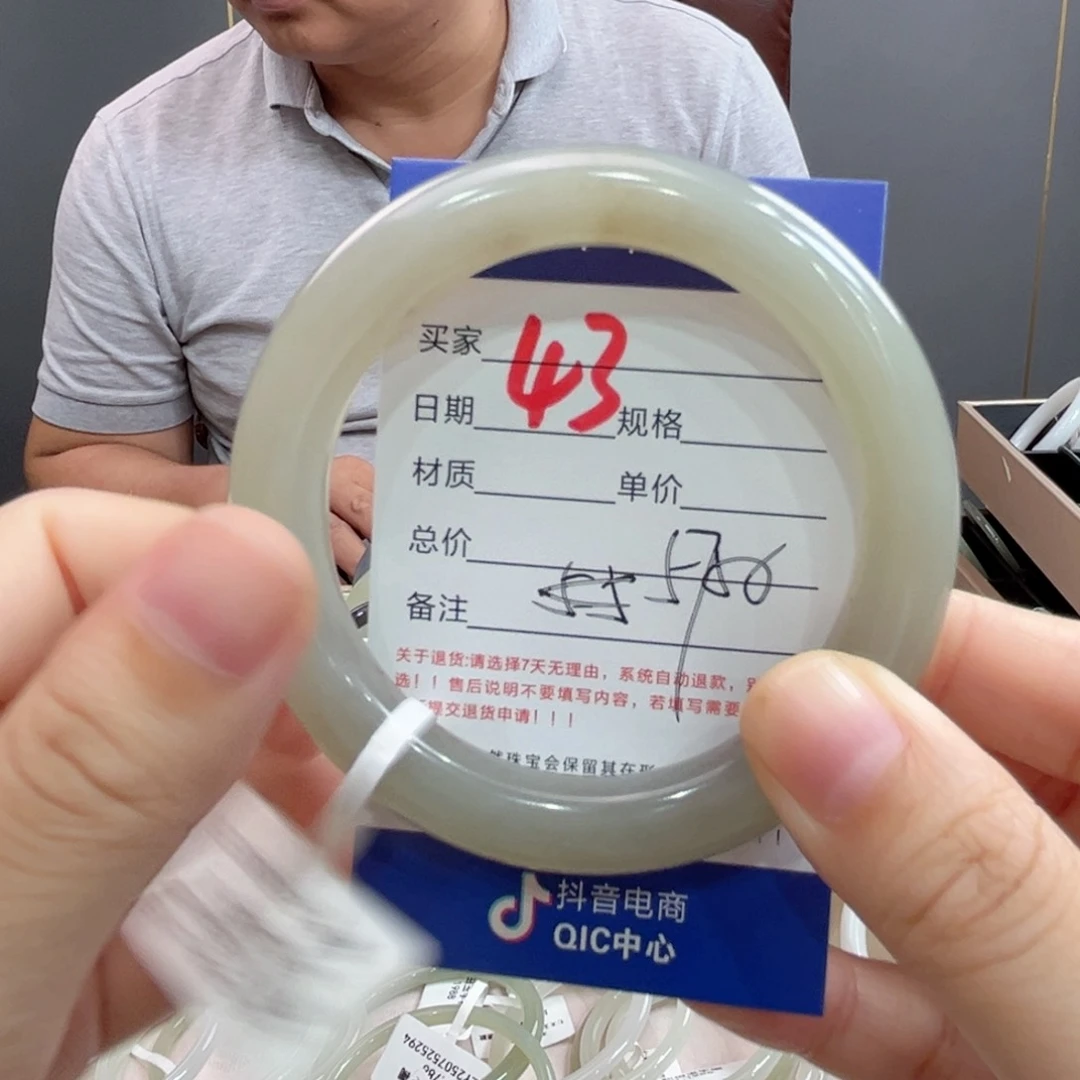 买家
43
日期 规格
材质 单价
总价
备注
关于退货:请选择7天无理由，系统自动退款，
选！！售后说明不要填写内容，若填写需要
提交退货申请！！！
然珠宝会保留其在
抖音电商
QIC中心